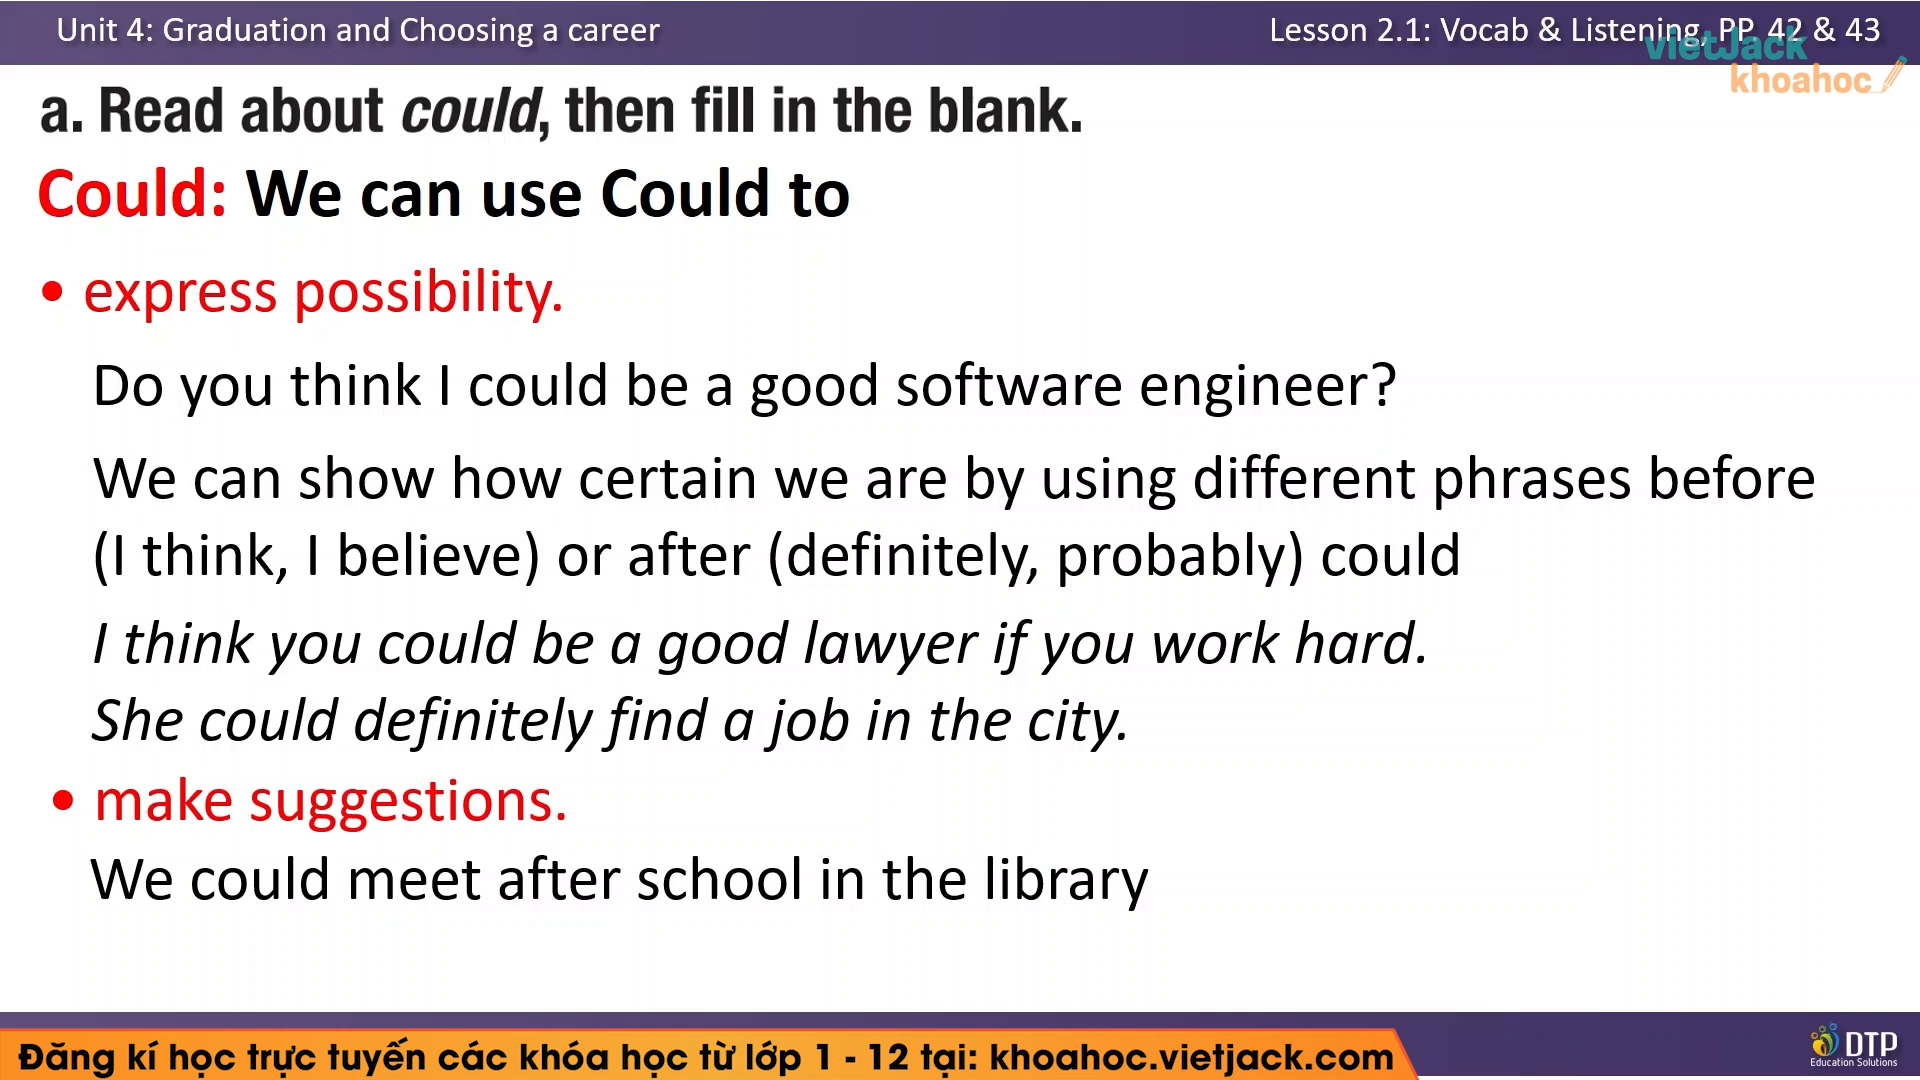 Unit 4: Graduation and Choosing a career
Lesson 2.1: Vocab & Listening, PP. 42 & 43
vietJack
khoahoc
a. Read about could, then fill in the blank.
Could: We can use Could to
• express possibility.
Do you think I could be a good software engineer?
We can show how certain we are by using different phrases before
(I think, I believe) or after (definitely, probably) could
I think you could be a good lawyer if you work hard.
She could definitely find a job in the city.
• make suggestions.
We could meet after school in the library
Đăng kí học trực tuyến các khóa học từ lớp 1 - 12 tại: khoahoc.vietjack.com
DTP
Education Solutions